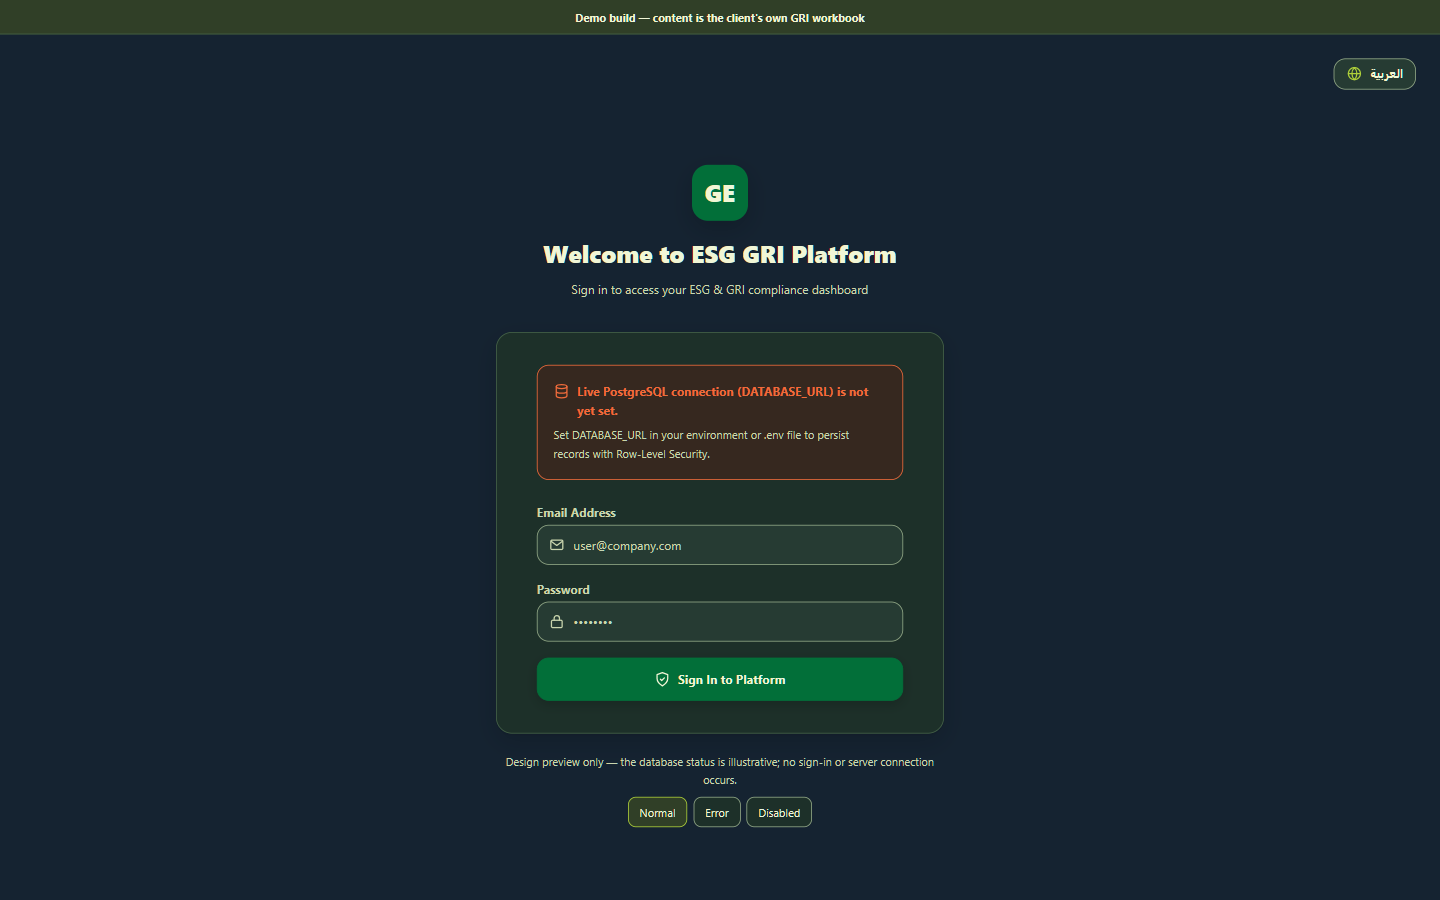 Demo build — content is the client's own GRI workbook
العربية
GE
Welcome to ESG GRI Platform
Sign in to access your ESG & GRI compliance dashboard
Live PostgreSQL connection (DATABASE_URL) is not
yet set.
Set DATABASE_URL in your environment or .env file to persist
records with Row-Level Security.
Email Address
user@company.com
Password
••••••••
Sign In to Platform
Design preview only — the database status is illustrative; no sign-in or server connection
occurs.
Normal
Error
Disabled